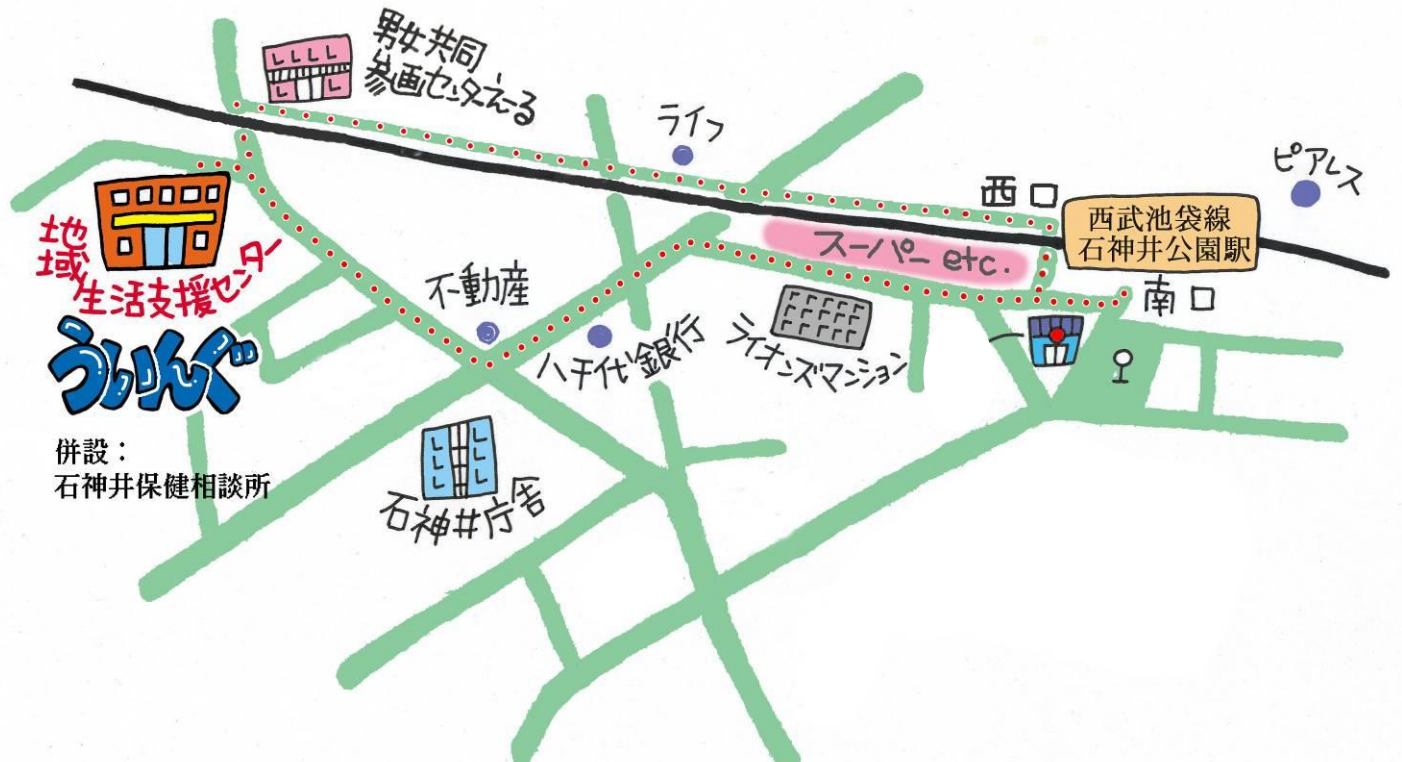 男女共同
参画センターえーる
ライフ
ピアレス
西口
西武池袋線
石神井公園駅
スーパー etc.
南口
地域
生活支援センター
ういんぐ
不動産
八千代銀行
ライオンズマンション
併設：
石神井保健相談所
石神井庁舎